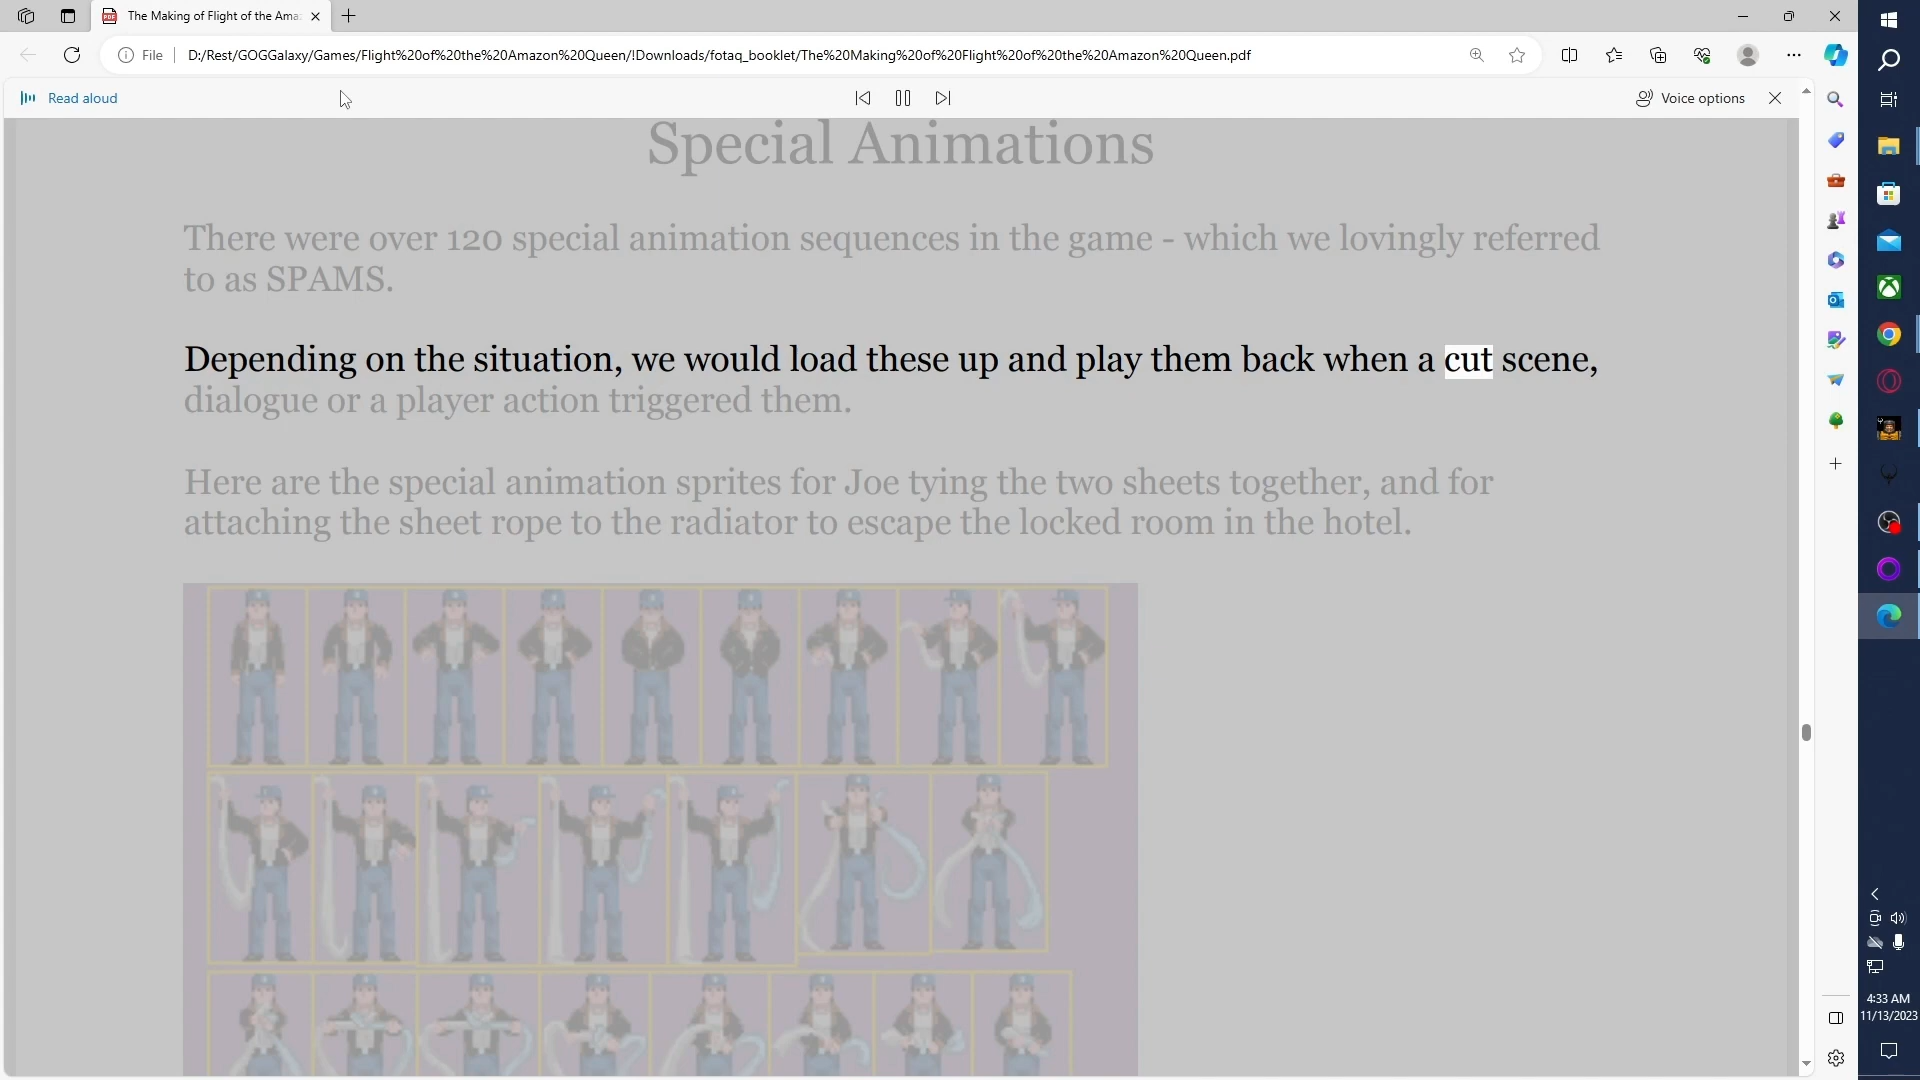 The Making of Flight of the Ama
File
D:/Rest/GOGGalaxy/Games/Flight%20of%20the%20Amazon%20Queen/!Downloads/fotaq_booklet/The%20Making%20of%20Flight%20of%20the%20Amazon%20Queen.pdf
Read aloud
Voice options
Special Animations
There were over 120 special animation sequences in the game - which we lovingly referred
to as SPAMS.
Depending on the situation, we would load these up and play them back when a cut scene,
dialogue or a player action triggered them.
Here are the special animation sprites for Joe tying the two sheets together, and for
attaching the sheet rope to the radiator to escape the locked room in the hotel.
4:33 AM
11/13/2023